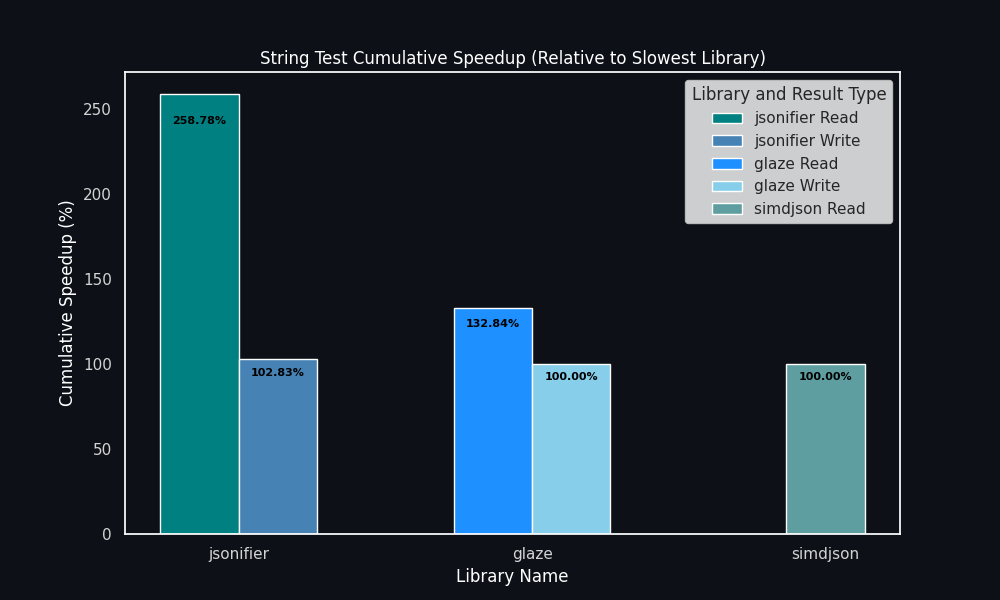 String Test Cumulative Speedup (Relative to Slowest Library)
Library and Result Type
jsonifier Read
jsonifier Write
glaze Read
glaze Write
simdjson Read
Cumulative Speedup (%)
250
200
150
100
50
0
258.78%
102.83%
132.84%
100.00%
100.00%
jsonifier
glaze
simdjson
Library Name